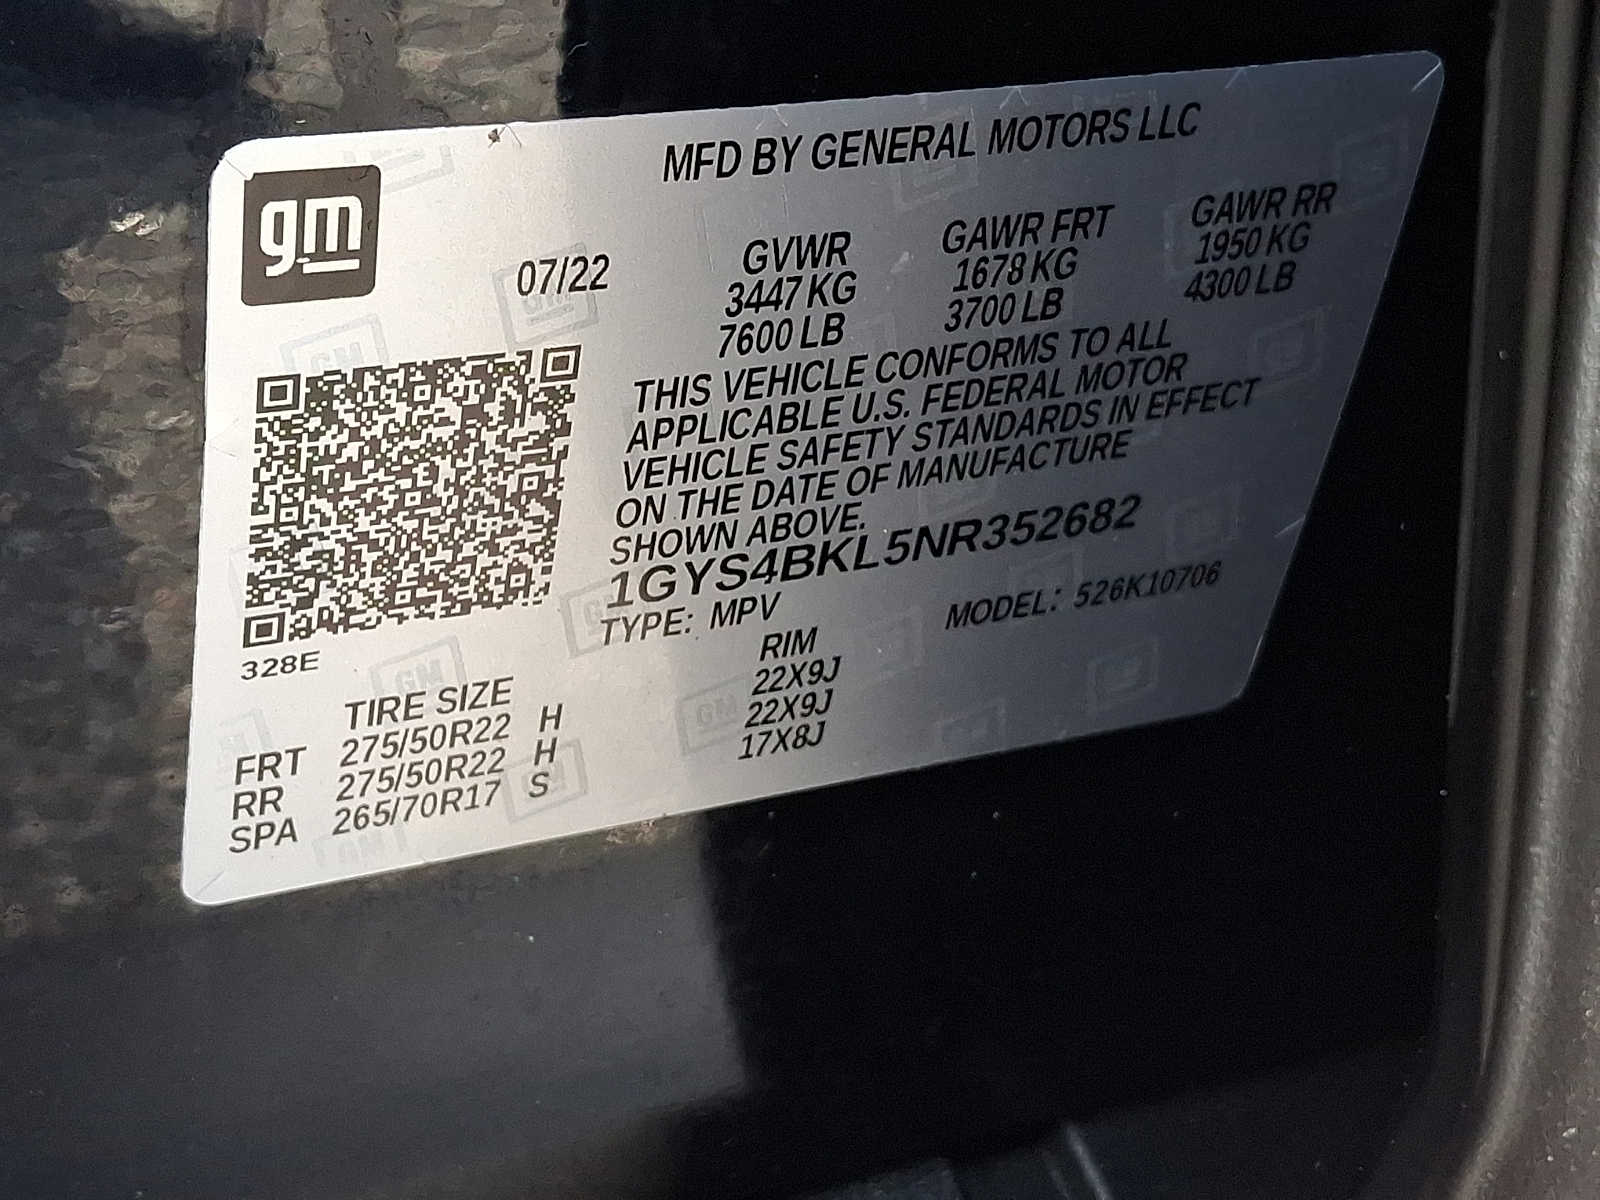 gm
MFD BY GENERAL MOTORS LLC
07/22 GVWR GAWR FRT GAWR RR
3447 KG 1678 KG 1950 KG
7600 LB 3700 LB 4300 LB
THIS VEHICLE CONFORMS TO ALL
APPLICABLE U.S. FEDERAL MOTOR
VEHICLE SAFETY STANDARDS IN EFFECT
ON THE DATE OF MANUFACTURE
SHOWN ABOVE.
1GYS4BKL5NR352682
TYPE: MPV MODEL: 526K10706
328E
TIRE SIZE RIM
FRT 275/50R22 H 22X9J
RR 275/50R22 H 22X9J
SPA 265/70R17 S 17X8J